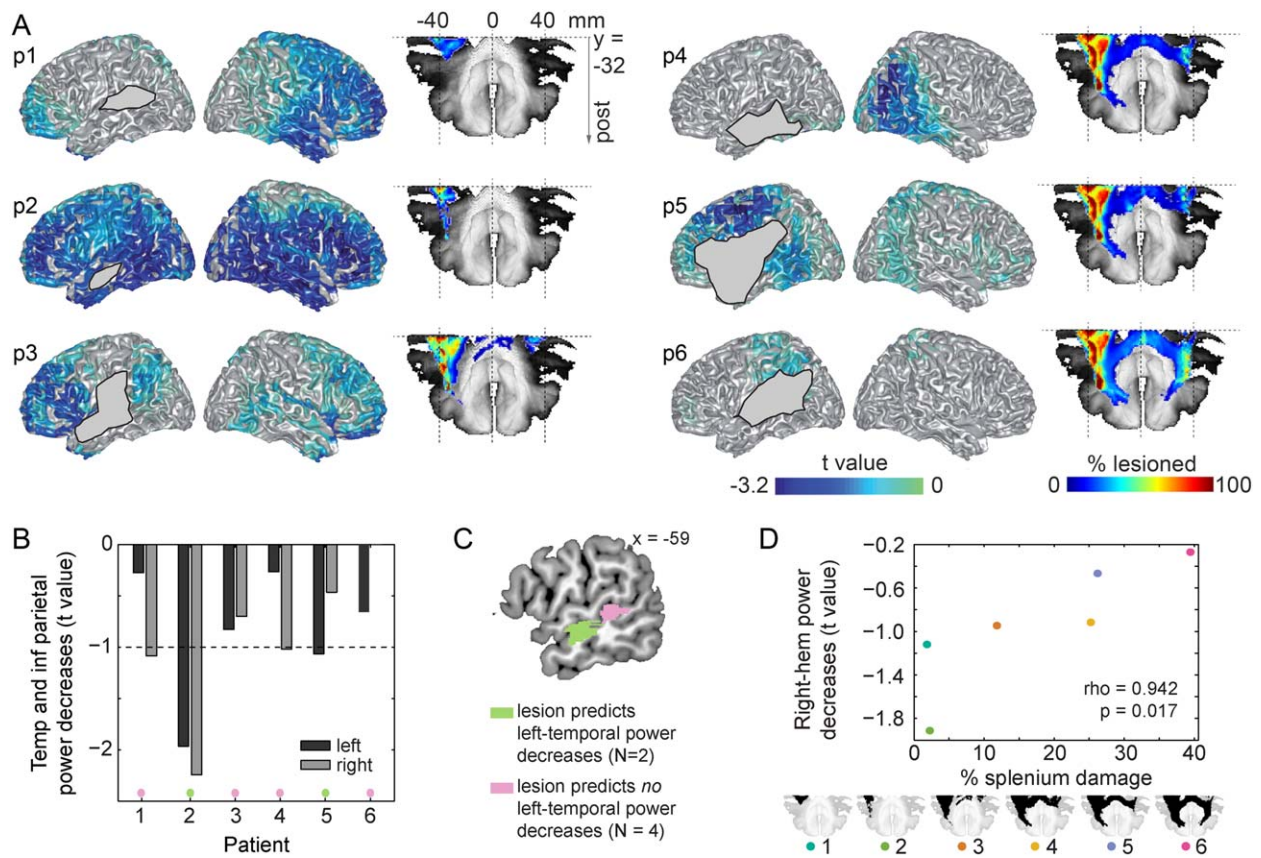 A
-40 0 40 mm
y =
-32
post
p1
p4
p2
p5
p3
p6
t value
-3.2 0
% lesioned
0 100
B
Temp and inf parietal
power decreases (t value)
0
−1
−2
left
right
1 2 3 4 5 6
Patient
C
x = -59
lesion predicts
left-temporal power
decreases (N=2)
lesion predicts no
left-temporal power
decreases (N = 4)
D
Right-hem power
decreases (t value)
−0.2
−0.6
−1.0
−1.4
−1.8
rho = 0.942
p = 0.017
0 10 20 30 40
% splenium damage
1 2 3 4 5 6